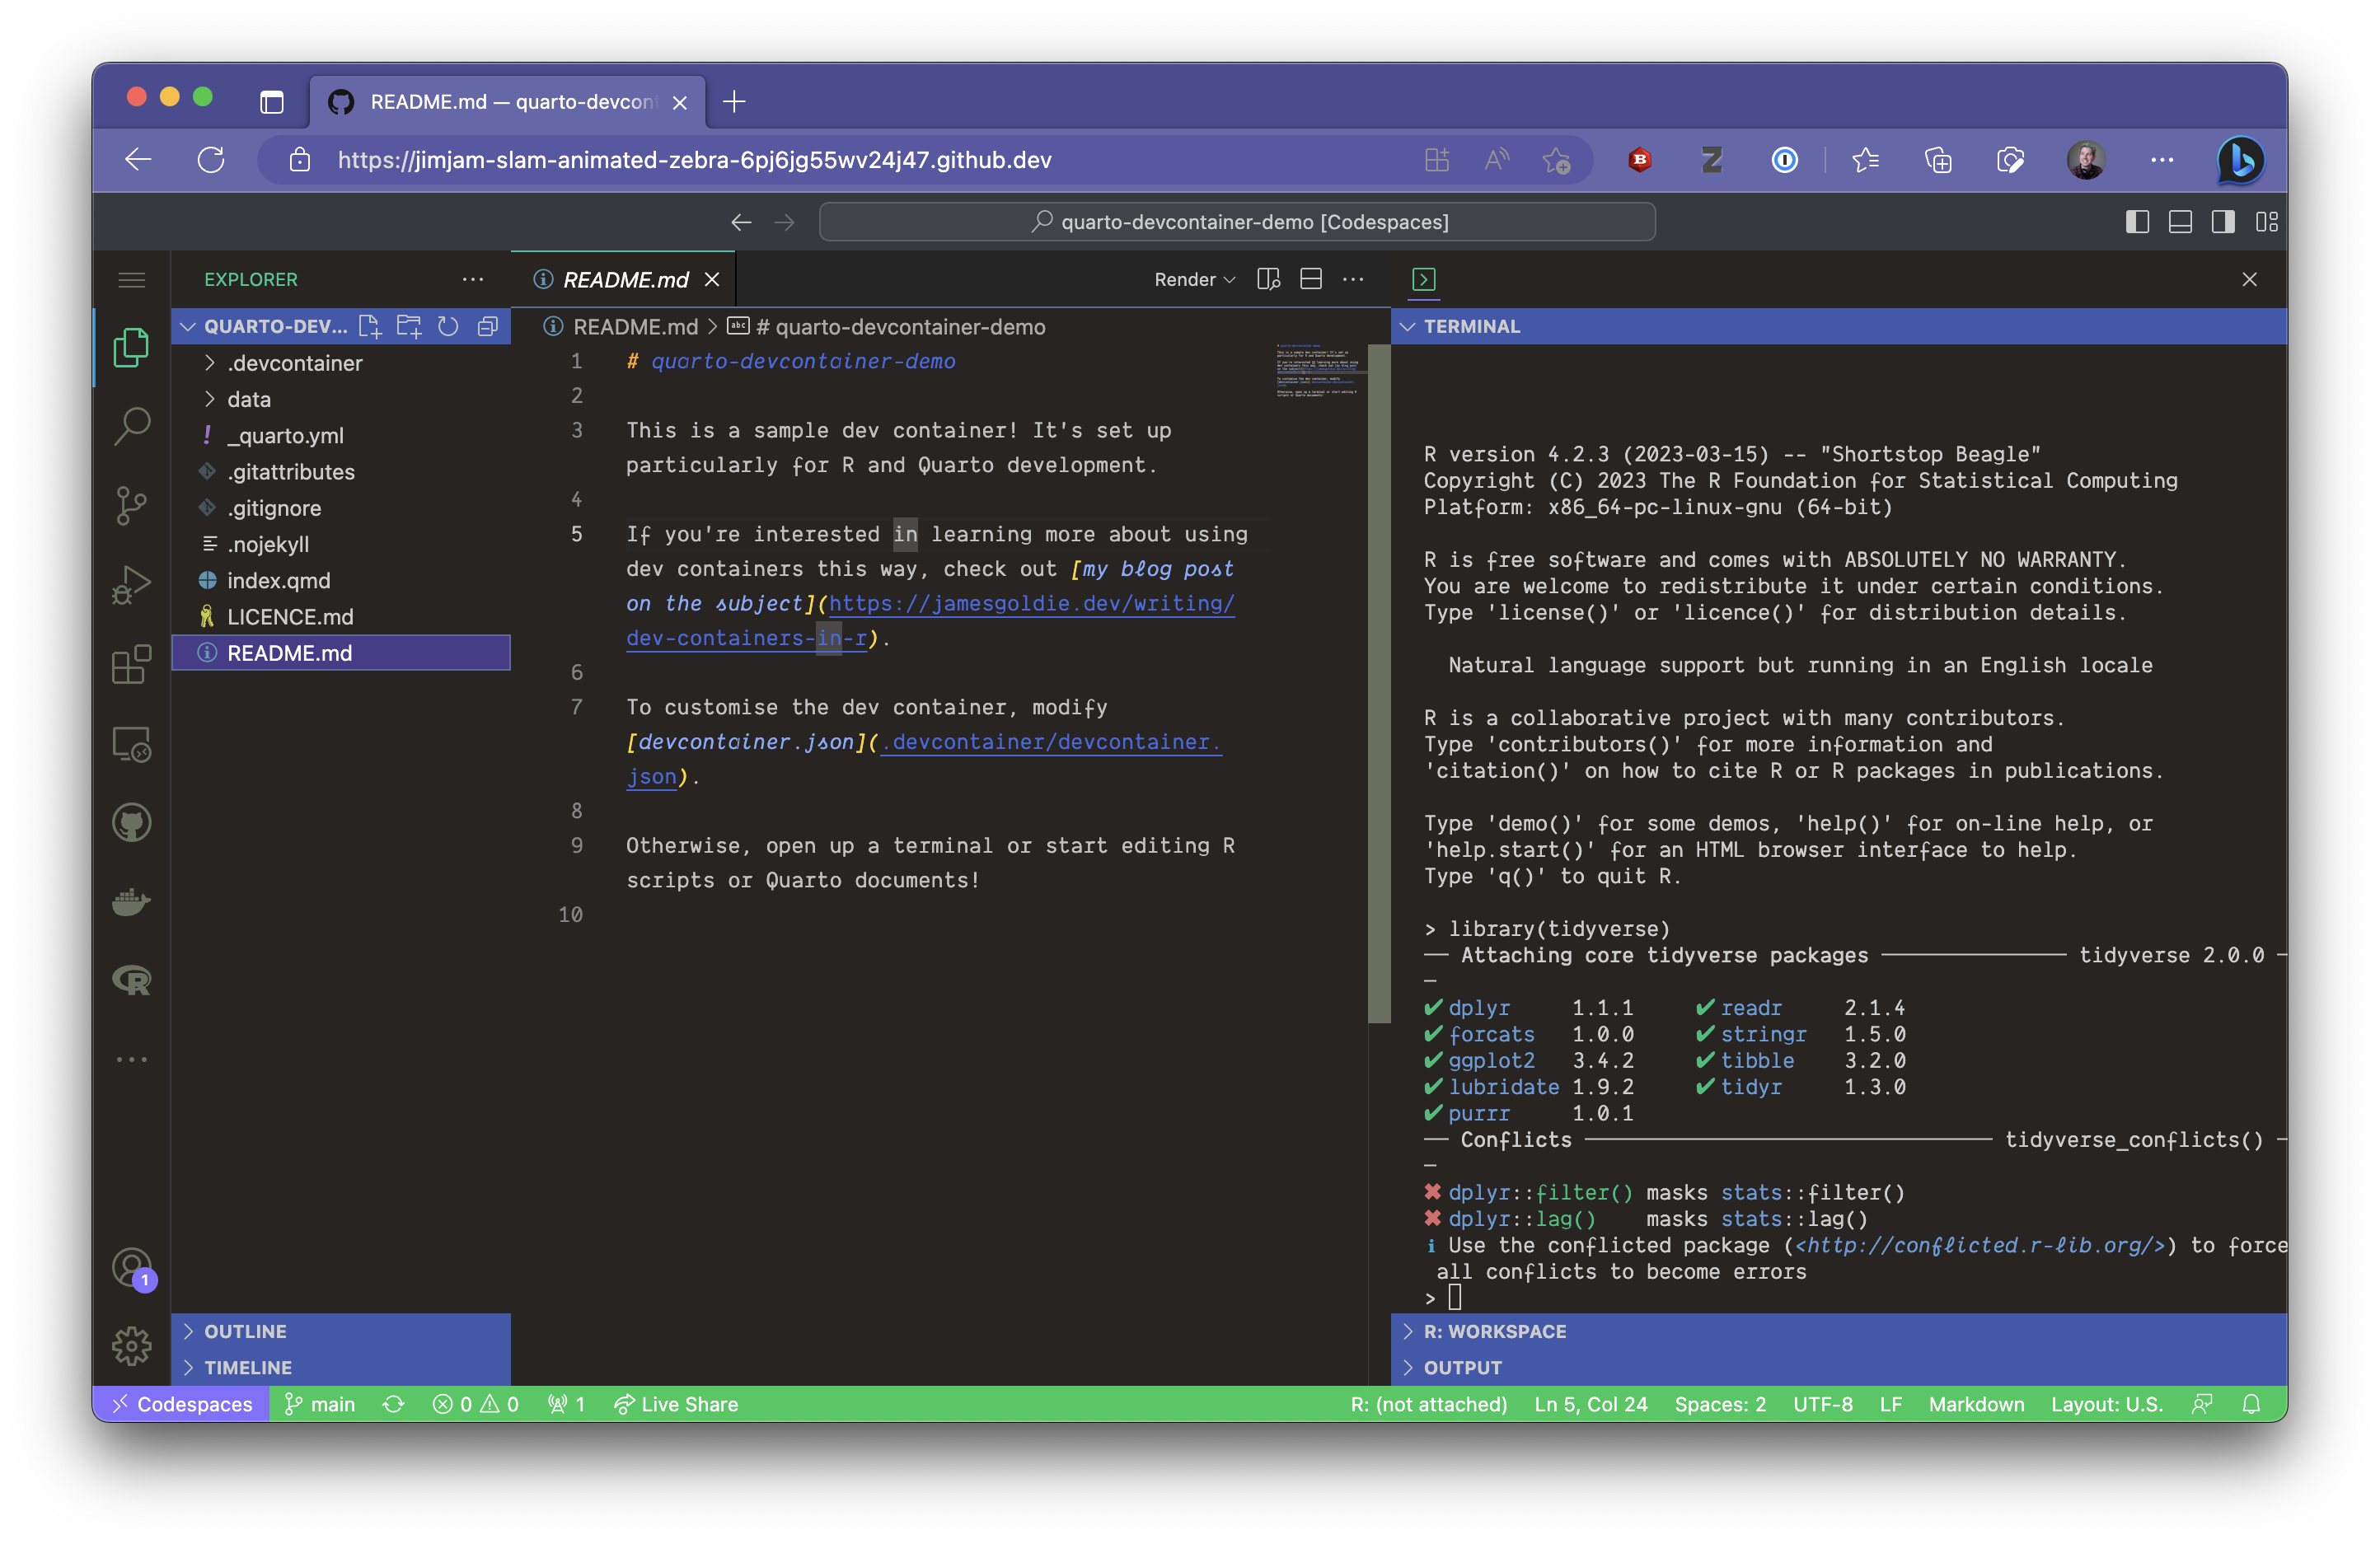 README.md — quarto-devcont
https://jimjam-slam-animated-zebra-6pj6jg55wv24j47.github.dev
quarto-devcontainer-demo [Codespaces]
EXPLORER
QUARTO-DEV...
.devcontainer
data
_quarto.yml
.gitattributes
.gitignore
.nojekyll
index.qmd
LICENCE.md
README.md
OUTLINE
TIMELINE
1
README.md
Render
README.md > # quarto-devcontainer-demo
1 # quarto-devcontainer-demo
2
3 This is a sample dev container! It's set up
particularly for R and Quarto development.
4
5 If you're interested in learning more about using
dev containers this way, check out [my blog post
on the subject](https://jamesgoldie.dev/writing/
dev-containers-in-r).
6
7 To customise the dev container, modify
[devcontainer.json](.devcontainer/devcontainer.
json).
8
9 Otherwise, open up a terminal or start editing R
scripts or Quarto documents!
10
TERMINAL
R version 4.2.3 (2023-03-15) -- "Shortstop Beagle"
Copyright (C) 2023 The R Foundation for Statistical Computing
Platform: x86_64-pc-linux-gnu (64-bit)
R is free software and comes with ABSOLUTELY NO WARRANTY.
You are welcome to redistribute it under certain conditions.
Type 'license()' or 'licence()' for distribution details.
Natural language support but running in an English locale
R is a collaborative project with many contributors.
Type 'contributors()' for more information and
'citation()' on how to cite R or R packages in publications.
Type 'demo()' for some demos, 'help()' for on-line help, or
'help.start()' for an HTML browser interface to help.
Type 'q()' to quit R.
> library(tidyverse)
── Attaching core tidyverse packages ─────────────── tidyverse 2.0.0 ─
─
✔ dplyr 1.1.1 ✔ readr 2.1.4
✔ forcats 1.0.0 ✔ stringr 1.5.0
✔ ggplot2 3.4.2 ✔ tibble 3.2.0
✔ lubridate 1.9.2 ✔ tidyr 1.3.0
✔ purrr 1.0.1
── Conflicts ───────────────────────────────── tidyverse_conflicts() ─
─
✖ dplyr::filter() masks stats::filter()
✖ dplyr::lag() masks stats::lag()
ℹ Use the conflicted package (<http://conflicted.r-lib.org/>) to force
all conflicts to become errors
>
R: WORKSPACE
OUTPUT
Codespaces main 0 0 1 Live Share R: (not attached) Ln 5, Col 24 Spaces: 2 UTF-8 LF Markdown Layout: U.S.